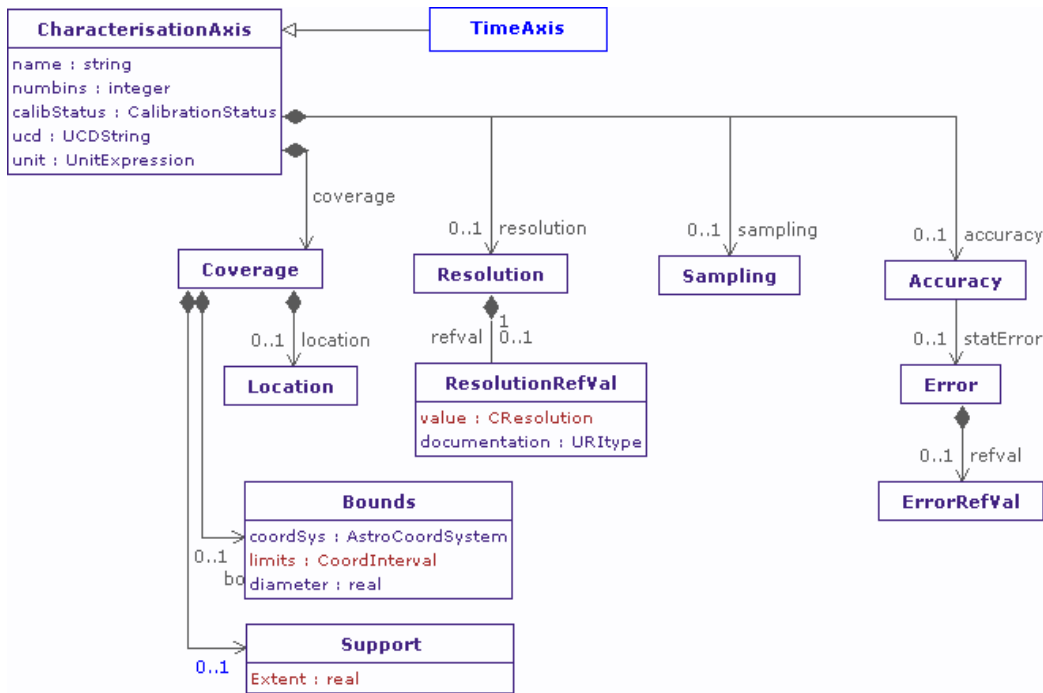 CharacterisationAxis
TimeAxis
name : string
numbins : integer
calibStatus : CalibrationStatus
ucd : UCDString
unit : UnitExpression
coverage
0..1 resolution
0..1 sampling
0..1 accuracy
Coverage
Resolution
Sampling
Accuracy
0..1 location
refval
1
0..1
0..1 statError
Location
ResolutionRefVal
value : CResolution
documentation : URItype
Error
0..1 refval
ErrorRefVal
Bounds
coordSys : AstroCoordSystem
limits : CoordInterval
diameter : real
0..1
bo
Support
Extent : real
0..1